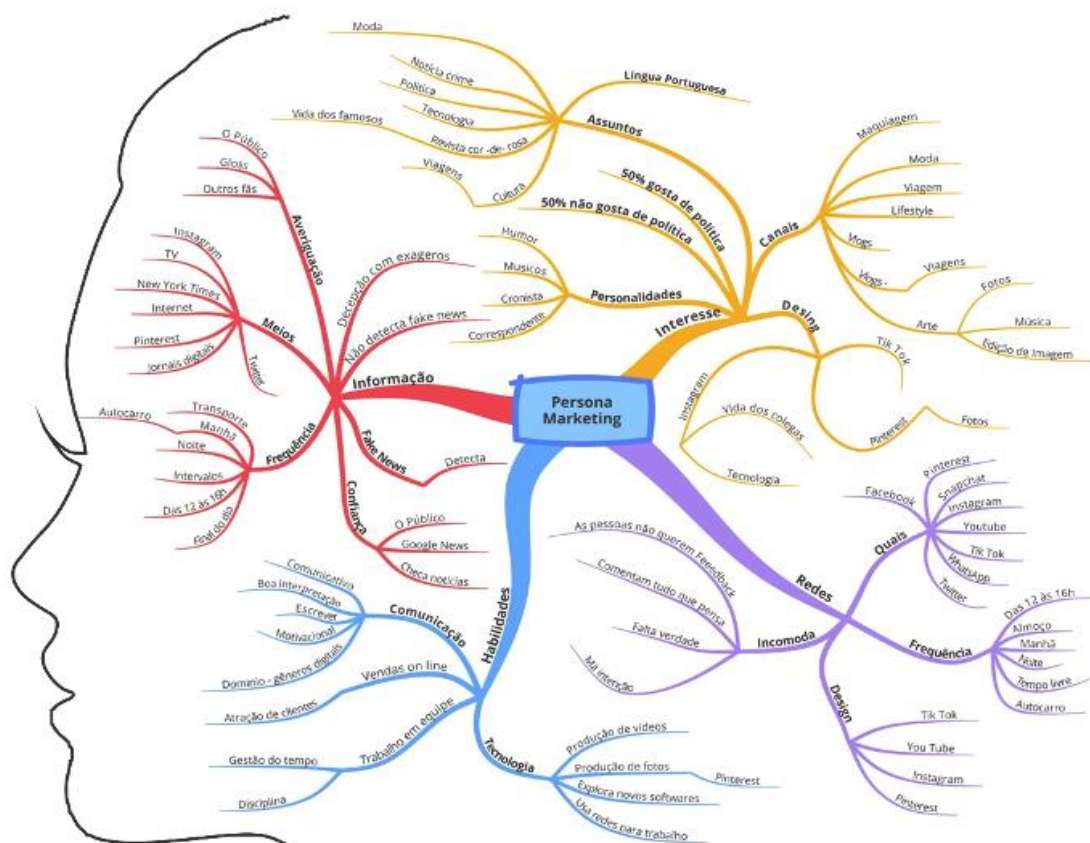 Persona
Marketing
Interesse
Assuntos
Língua Portuguesa
Moda
Notícia crime
Política
Tecnologia
Revista cor -de- rosa
Vida dos famosos
Cultura
Viagens
50% gosta de política
50% não gosta de política
Personalidades
Humor
Musicos
Cronista
Correspondente
Canais
Maquiagem
Moda
Viagem
Lifestyle
Vlogs
Vlogs -
Viagens
Arte
Fotos
Música
Edição de Imagem
Desing
Tik Tok
Pinterest
Fotos
Instagram
Vida dos colegas
Tecnologia
Informação
Averiguação
O Público
Gloss
Outros fãs
Decepção com exageros
Não detecta fake news
Meios
Instagram
TV
New York Times
Internet
Pinterest
Jornais digitais
Twitter
Frequência
Transporte
Manhã
Autocarro
Noite
Intervalos
Das 12 às 16h
Final do dia
Fake News
Detecta
Confiança
O Público
Google News
Checa notícias
Habilidades
Comunicação
Comunicativo
Boa interpretação
Escrever
Motivacional
Dominio - gêneros digitais
Vendas on line
Atração de clientes
Trabalho em equipe
Gestão do tempo
Disciplina
Tecnologia
Produção de vídeos
Produção de fotos
Pinterest
Explora novos softwares
Usa redes para trabalho
Redes
Quais
Facebook
Pinterest
Snapchat
Instagram
Youtube
Tik Tok
WhatsApp
Twitter
Frequência
Das 12 às 16h
Almoço
Manhã
Noite
Tempo livre
Autocarro
Incomoda
As pessoas não querem Feeedback
Comentam tudo que pensa
Falta verdade
Ma intenção
Design
Tik Tok
You Tube
Instagram
Pinterest